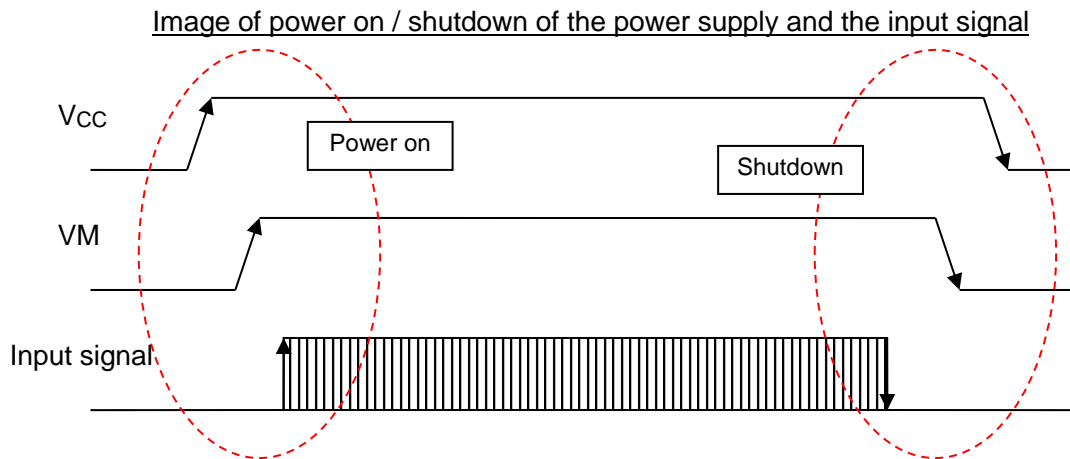 Image of power on / shutdown of the power supply and the input signal
VCC
Power on
Shutdown
VM
Input signal